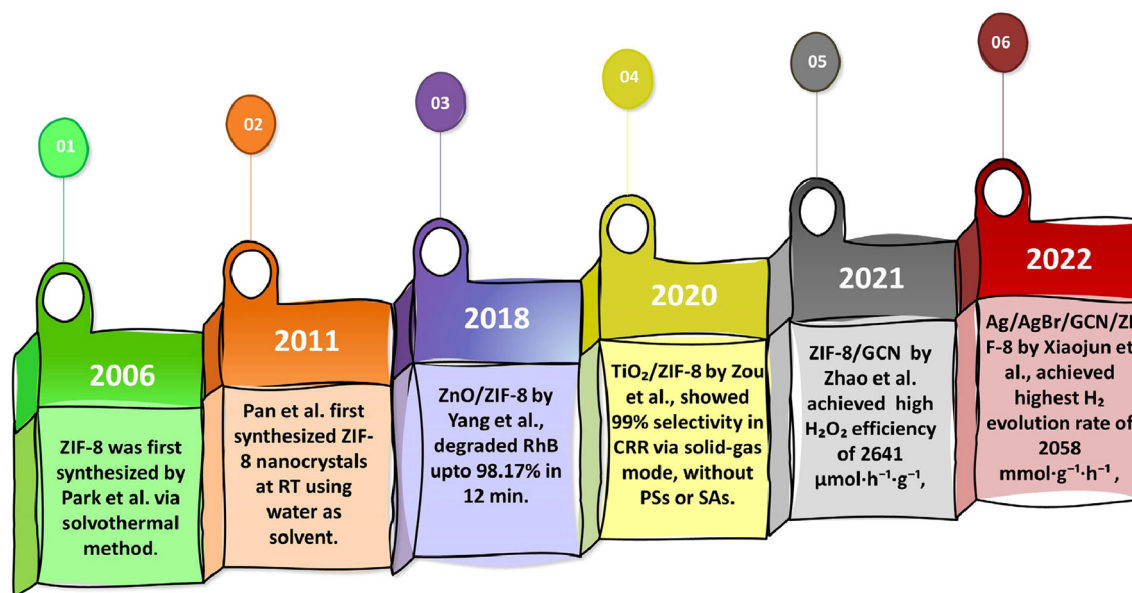 01
2006
ZIF-8 was first
synthesized by
Park et al. via
solvothermal
method.
02
2011
Pan et al. first
synthesized ZIF-
8 nanocrystals
at RT using
water as
solvent.
03
2018
ZnO/ZIF-8 by
Yang et al.,
degraded RhB
upto 98.17% in
12 min.
04
2020
TiO₂/ZIF-8 by Zou
et al., showed
99% selectivity in
CRR via solid-gas
mode, without
PSs or SAs.
05
2021
ZIF-8/GCN by
Zhao et al.
achieved high
H₂O₂ efficiency
of 2641
μmol·h⁻¹·g⁻¹,
06
2022
Ag/AgBr/GCN/ZI
F-8 by Xiaojun et
al., achieved
highest H₂
evolution rate of
2058
mmol·g⁻¹·h⁻¹,